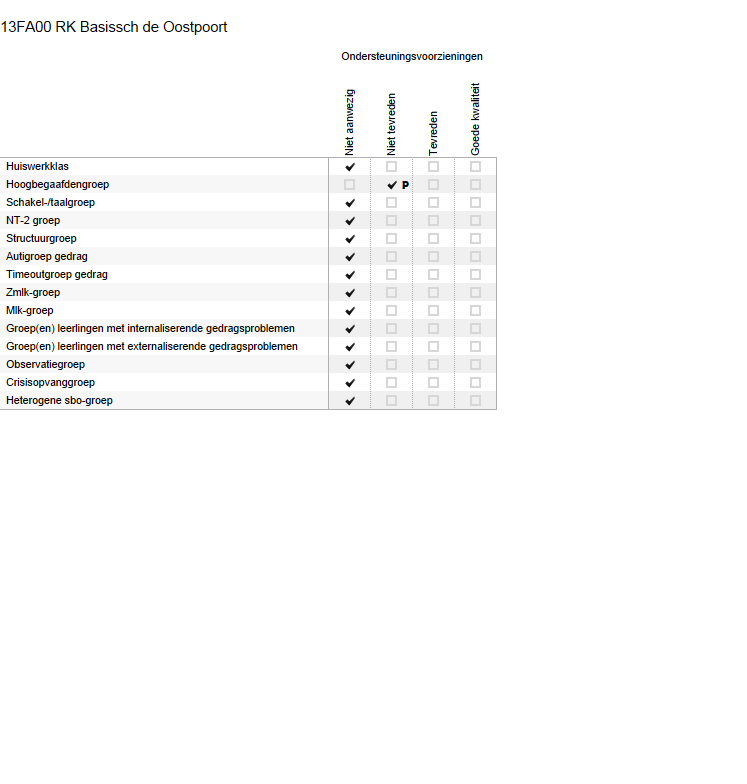 13FA00 RK Basissch de Oostpoort
Ondersteuningsvoorzieningen
Niet aanwezig
Niet tevreden
Tevreden
Goede kwaliteit
Huiswerkklas
Hoogbegaafdengroep P
Schakel-/taalgroep
NT-2 groep
Structuurgroep
Autigroep gedrag
Timeoutgroep gedrag
Zmlk-groep
Mlk-groep
Groep(en) leerlingen met internaliserende gedragsproblemen
Groep(en) leerlingen met externaliserende gedragsproblemen
Observatiegroep
Crisisopvanggroep
Heterogene sbo-groep